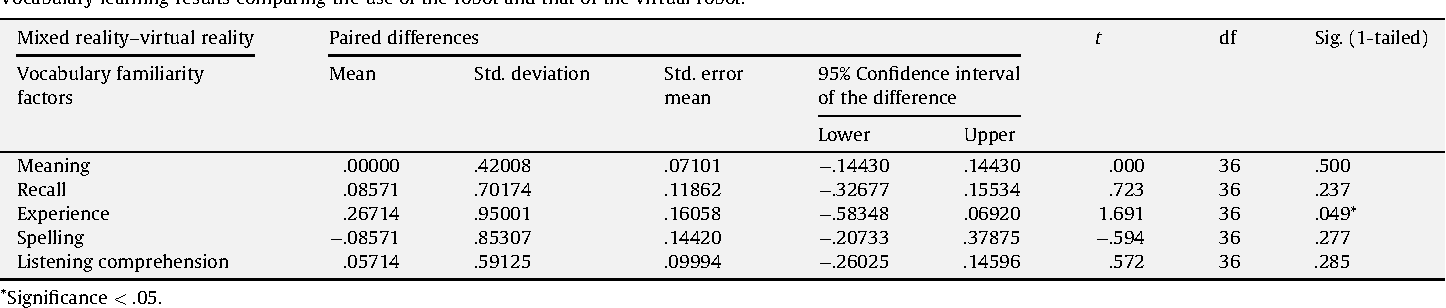 Vocabulary learning results comparing the use of the robot and that of the virtual robot.
Mixed reality–virtual reality Paired differences t df Sig. (1-tailed)
Vocabulary familiarity factors Mean Std. deviation Std. error mean 95% Confidence interval of the difference
Lower Upper
Meaning .00000 .42008 .07101 −.14430 .14430 .000 36 .500
Recall .08571 .70174 .11862 −.32677 .15534 .723 36 .237
Experience .26714 .95001 .16058 −.58348 .06920 1.691 36 .049*
Spelling −.08571 .85307 .14420 −.20733 .37875 −.594 36 .277
Listening comprehension .05714 .59125 .09994 −.26025 .14596 .572 36 .285
*Significance < .05.